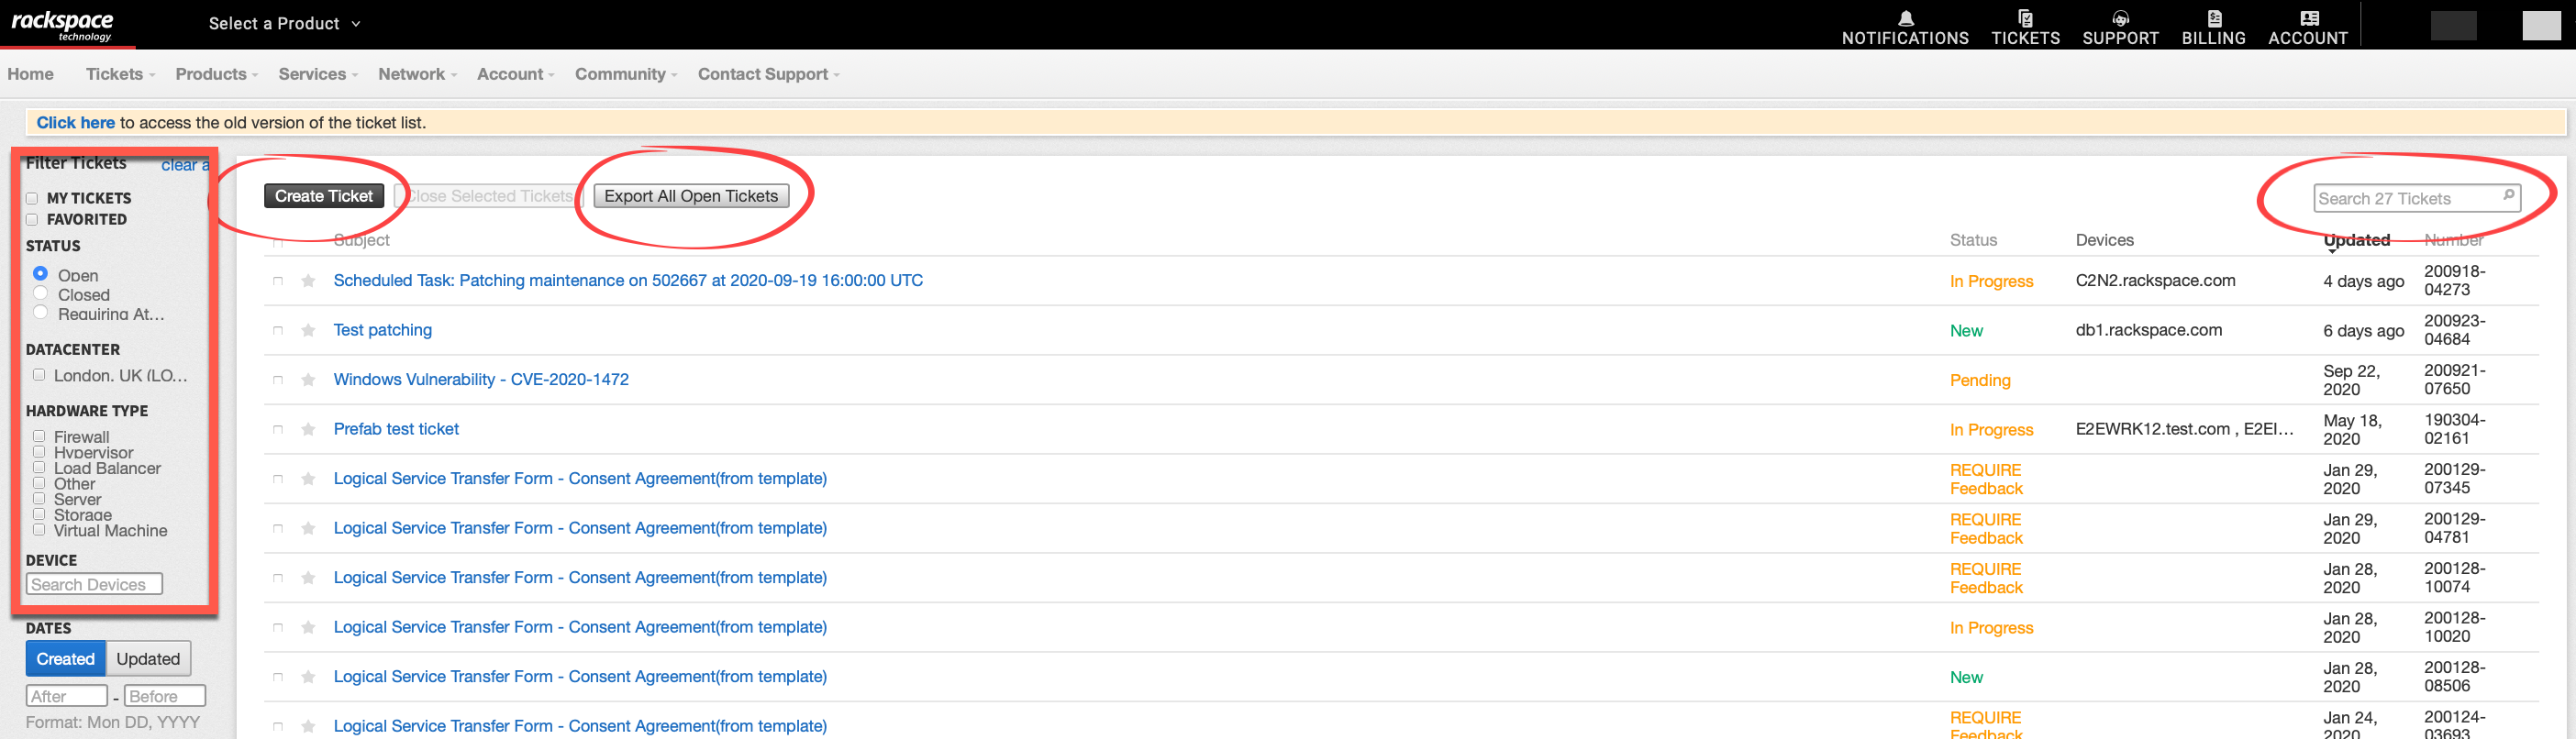 rackspace
technology
Select a Product
NOTIFICATIONS TICKETS SUPPORT BILLING ACCOUNT
Home Tickets Products Services Network Account Community Contact Support
Click here to access the old version of the ticket list.
Filter Tickets clear a
MY TICKETS
FAVORITED
STATUS
Open
Closed
Requiring At...
DATACENTER
London, UK (LO...
HARDWARE TYPE
Firewall
Hypervisor
Load Balancer
Other
Server
Storage
Virtual Machine
DEVICE
Search Devices
DATES
Created Updated
After - Before
Format: Mon DD, YYYY
Create Ticket Close Selected Tickets Export All Open Tickets Search 27 Tickets
Subject Status Devices Updated Number
Scheduled Task: Patching maintenance on 502667 at 2020-09-19 16:00:00 UTC In Progress C2N2.rackspace.com 4 days ago 200918-
04273
Test patching New db1.rackspace.com 6 days ago 200923-
04684
Windows Vulnerability - CVE-2020-1472 Pending Sep 22, 200921-
2020 07650
Prefab test ticket In Progress E2EWRK12.test.com , E2EI... May 18, 190304-
2020 02161
Logical Service Transfer Form - Consent Agreement(from template) REQUIRE Jan 29, 200129-
Feedback 2020 07345
Logical Service Transfer Form - Consent Agreement(from template) REQUIRE Jan 29, 200129-
Feedback 2020 04781
Logical Service Transfer Form - Consent Agreement(from template) REQUIRE Jan 28, 200128-
Feedback 2020 10074
Logical Service Transfer Form - Consent Agreement(from template) In Progress Jan 28, 200128-
2020 10020
Logical Service Transfer Form - Consent Agreement(from template) New Jan 28, 200128-
2020 08506
Logical Service Transfer Form - Consent Agreement(from template) REQUIRE Jan 24, 200124-
Feedback 2020 03693